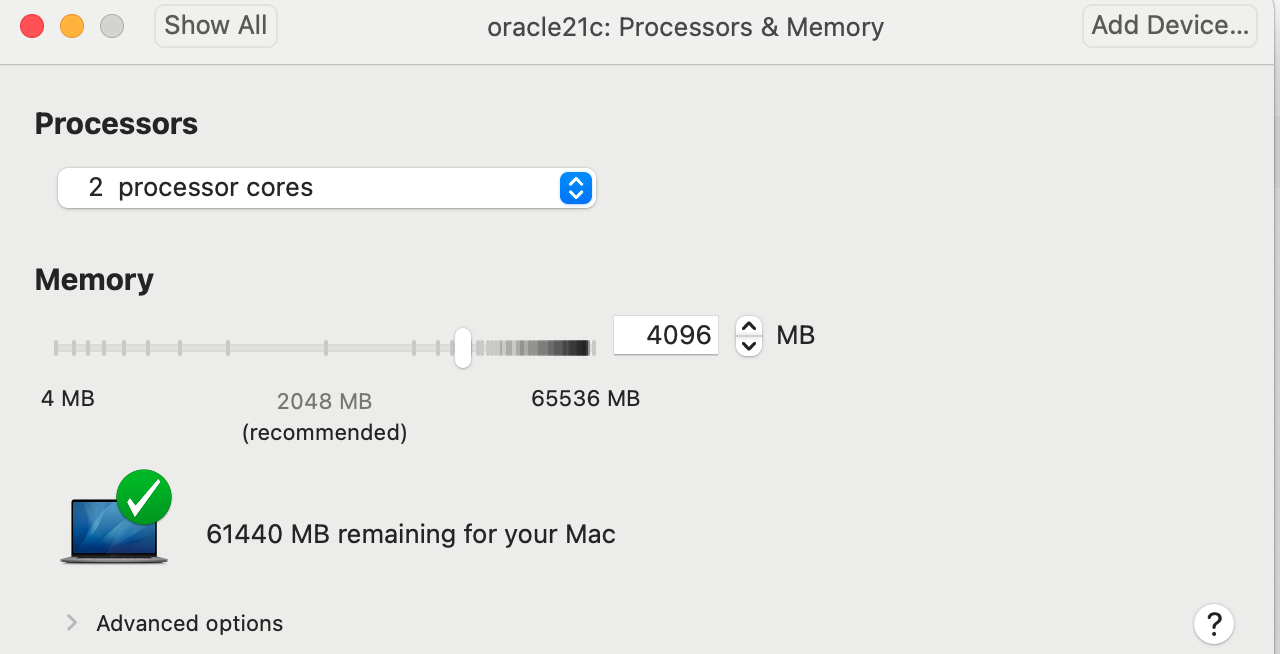 Show All
oracle21c: Processors & Memory
Add Device...
Processors
2 processor cores
Memory
4096 MB
4 MB
2048 MB
(recommended)
65536 MB
61440 MB remaining for your Mac
Advanced options
?